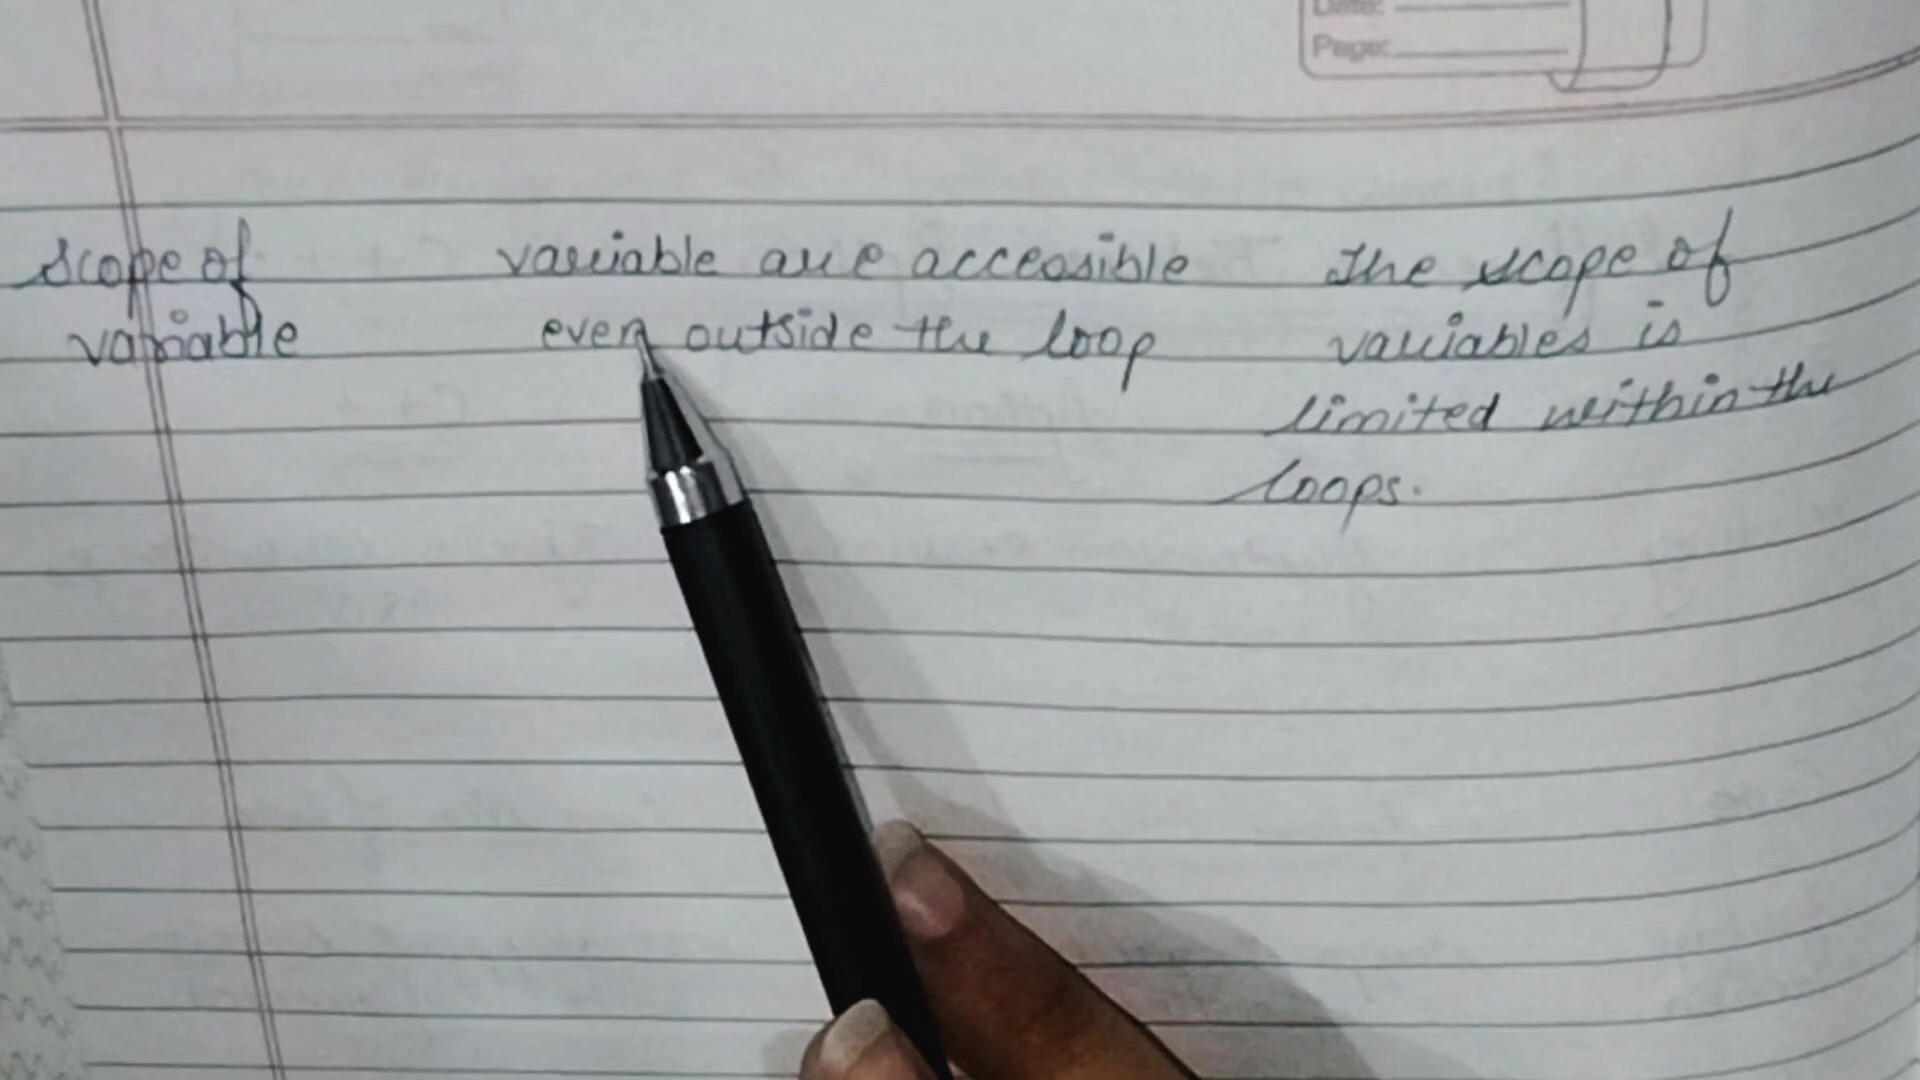 Date:
Page:
scope of variable are accessible the scope of
variable even outside the loop variables is
limited within the
loops.